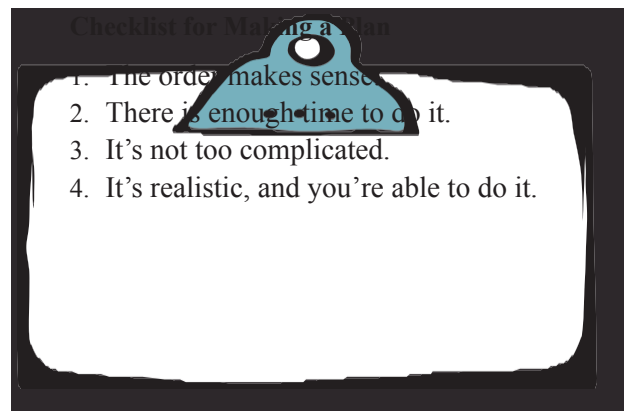 Checklist for Making a Plan
1. The order makes sense.
2. There is enough time to do it.
3. It’s not too complicated.
4. It’s realistic, and you’re able to do it.